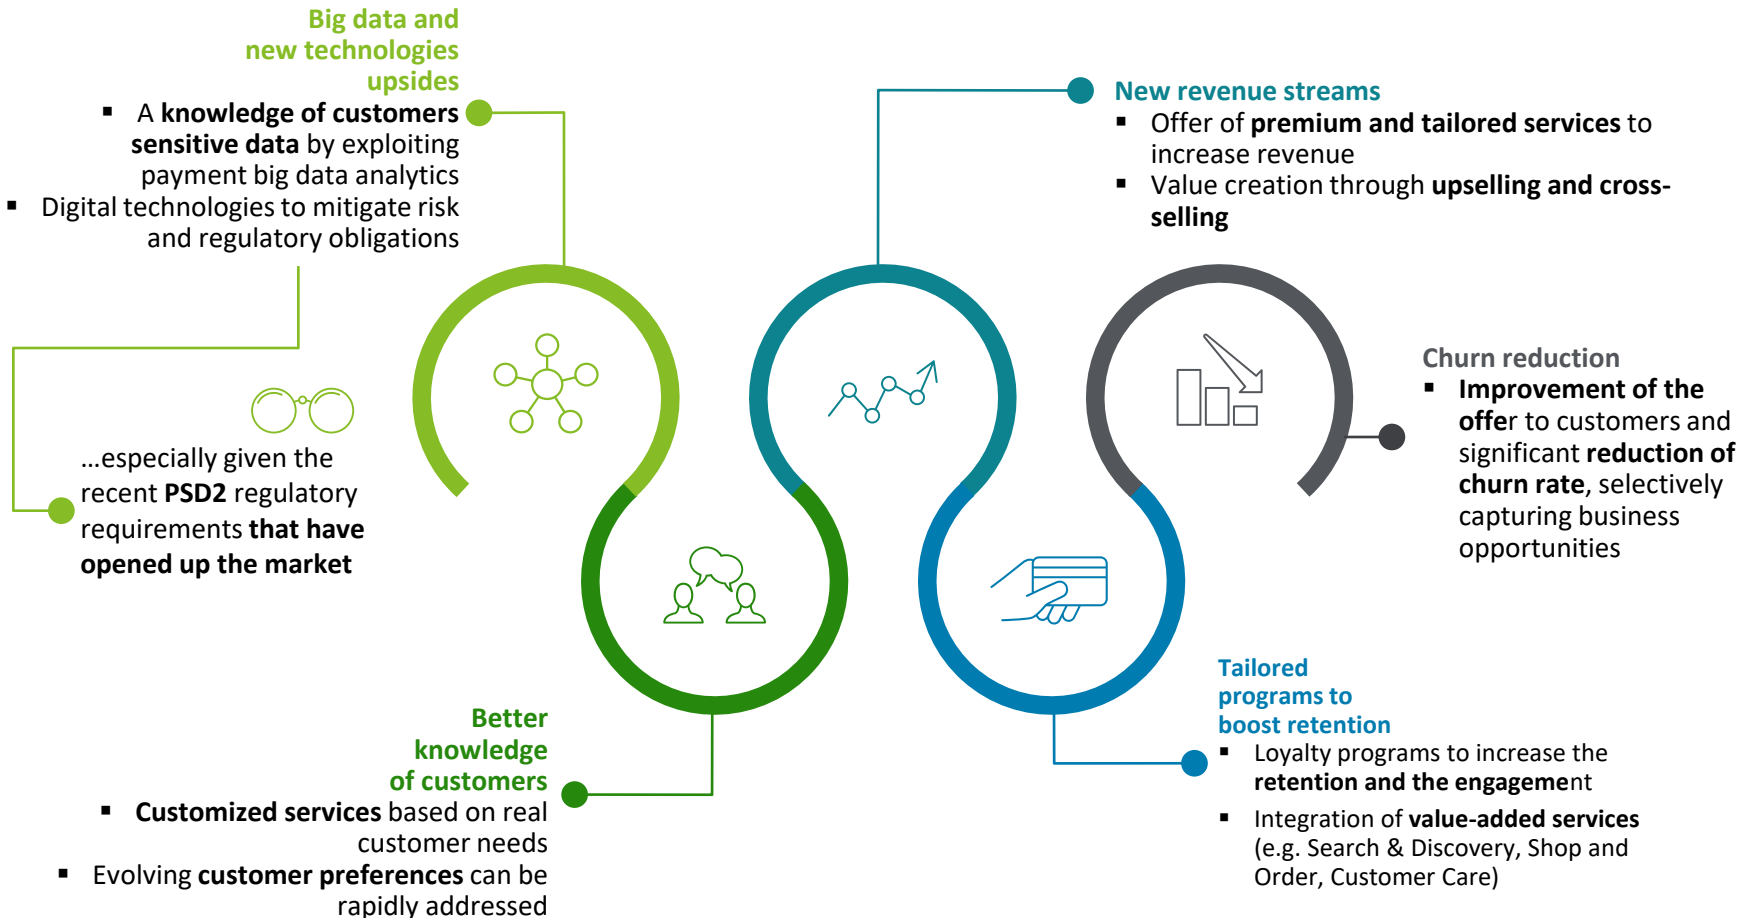 Big data and
new technologies
upsides
▪ A knowledge of customers
sensitive data by exploiting
payment big data analytics
▪ Digital technologies to mitigate risk
and regulatory obligations
...especially given the
recent PSD2 regulatory
requirements that have
opened up the market
Better
knowledge
of customers
▪ Customized services based on real
customer needs
▪ Evolving customer preferences can be
rapidly addressed
New revenue streams
▪ Offer of premium and tailored services to
increase revenue
▪ Value creation through upselling and cross-
selling
Tailored
programs to
boost retention
▪ Loyalty programs to increase the
retention and the engagement
▪ Integration of value-added services
(e.g. Search & Discovery, Shop and
Order, Customer Care)
Churn reduction
▪ Improvement of the
offer to customers and
significant reduction of
churn rate, selectively
capturing business
opportunities